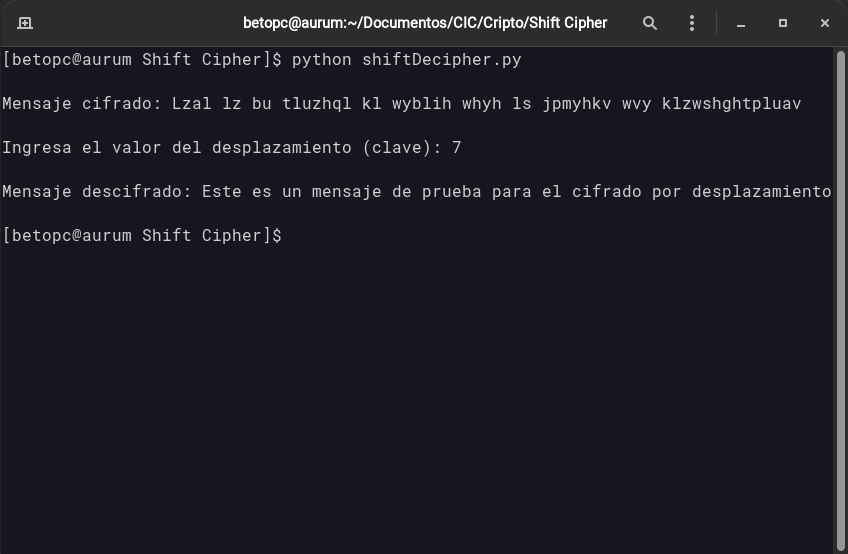 betopc@aurum:~/Documentos/CIC/Cripto/Shift Cipher
[betopc@aurum Shift Cipher]$ python shiftDecipher.py
Mensaje cifrado: Lzal lz bu tluzhql kl wyblih whyh ls jpmyhkv wvy klzwshghtpluav
Ingresa el valor del desplazamiento (clave): 7
Mensaje descifrado: Este es un mensaje de prueba para el cifrado por desplazamiento
[betopc@aurum Shift Cipher]$